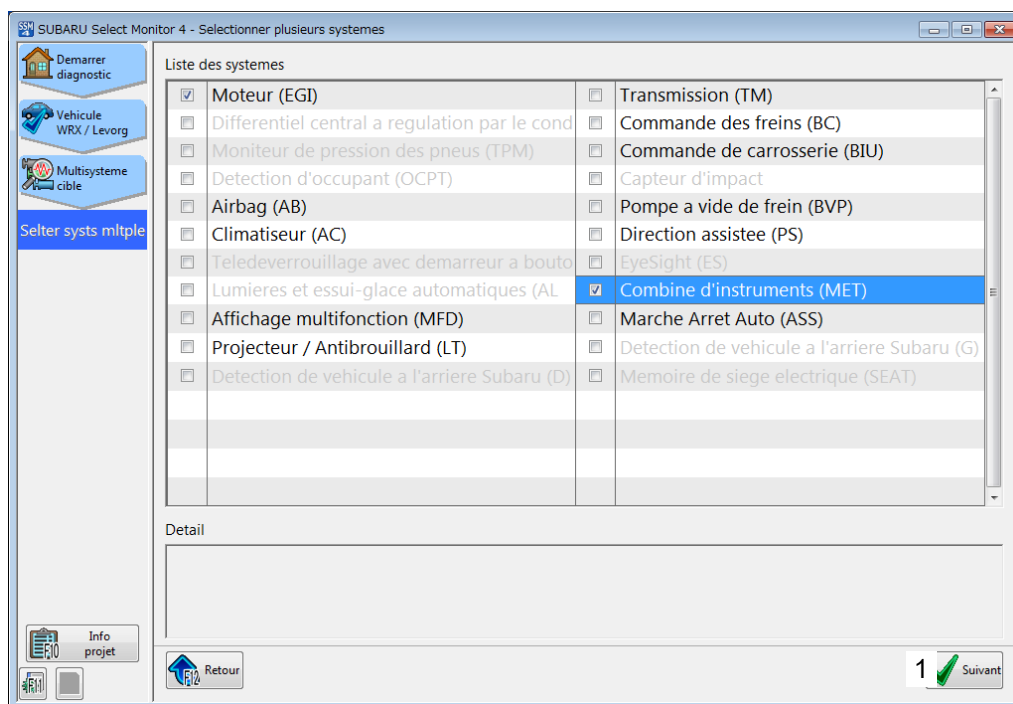 SSM4 SUBARU Select Monitor 4 - Selectionner plusieurs systemes
Demarrer
diagnostic
Vehicule
WRX / Levorg
Multisysteme
cible
Selter systs mltple
Liste des systemes
Moteur (EGI) Transmission (TM)
Differentiel central a regulation par le cond Commande des freins (BC)
Moniteur de pression des pneus (TPM) Commande de carrosserie (BIU)
Detection d'occupant (OCPT) Capteur d'impact
Airbag (AB) Pompe a vide de frein (BVP)
Climatiseur (AC) Direction assistee (PS)
Teledeverrouillage avec demarreur a bouto EyeSight (ES)
Lumieres et essui-glace automatiques (AL Combine d'instruments (MET)
Affichage multifonction (MFD) Marche Arret Auto (ASS)
Projecteur / Antibrouillard (LT) Detection de vehicule a l'arriere Subaru (G)
Detection de vehicule a l'arriere Subaru (D) Memoire de siege electrique (SEAT)
Detail
F10 Info
projet
F11
F12 Retour
1 Suivant